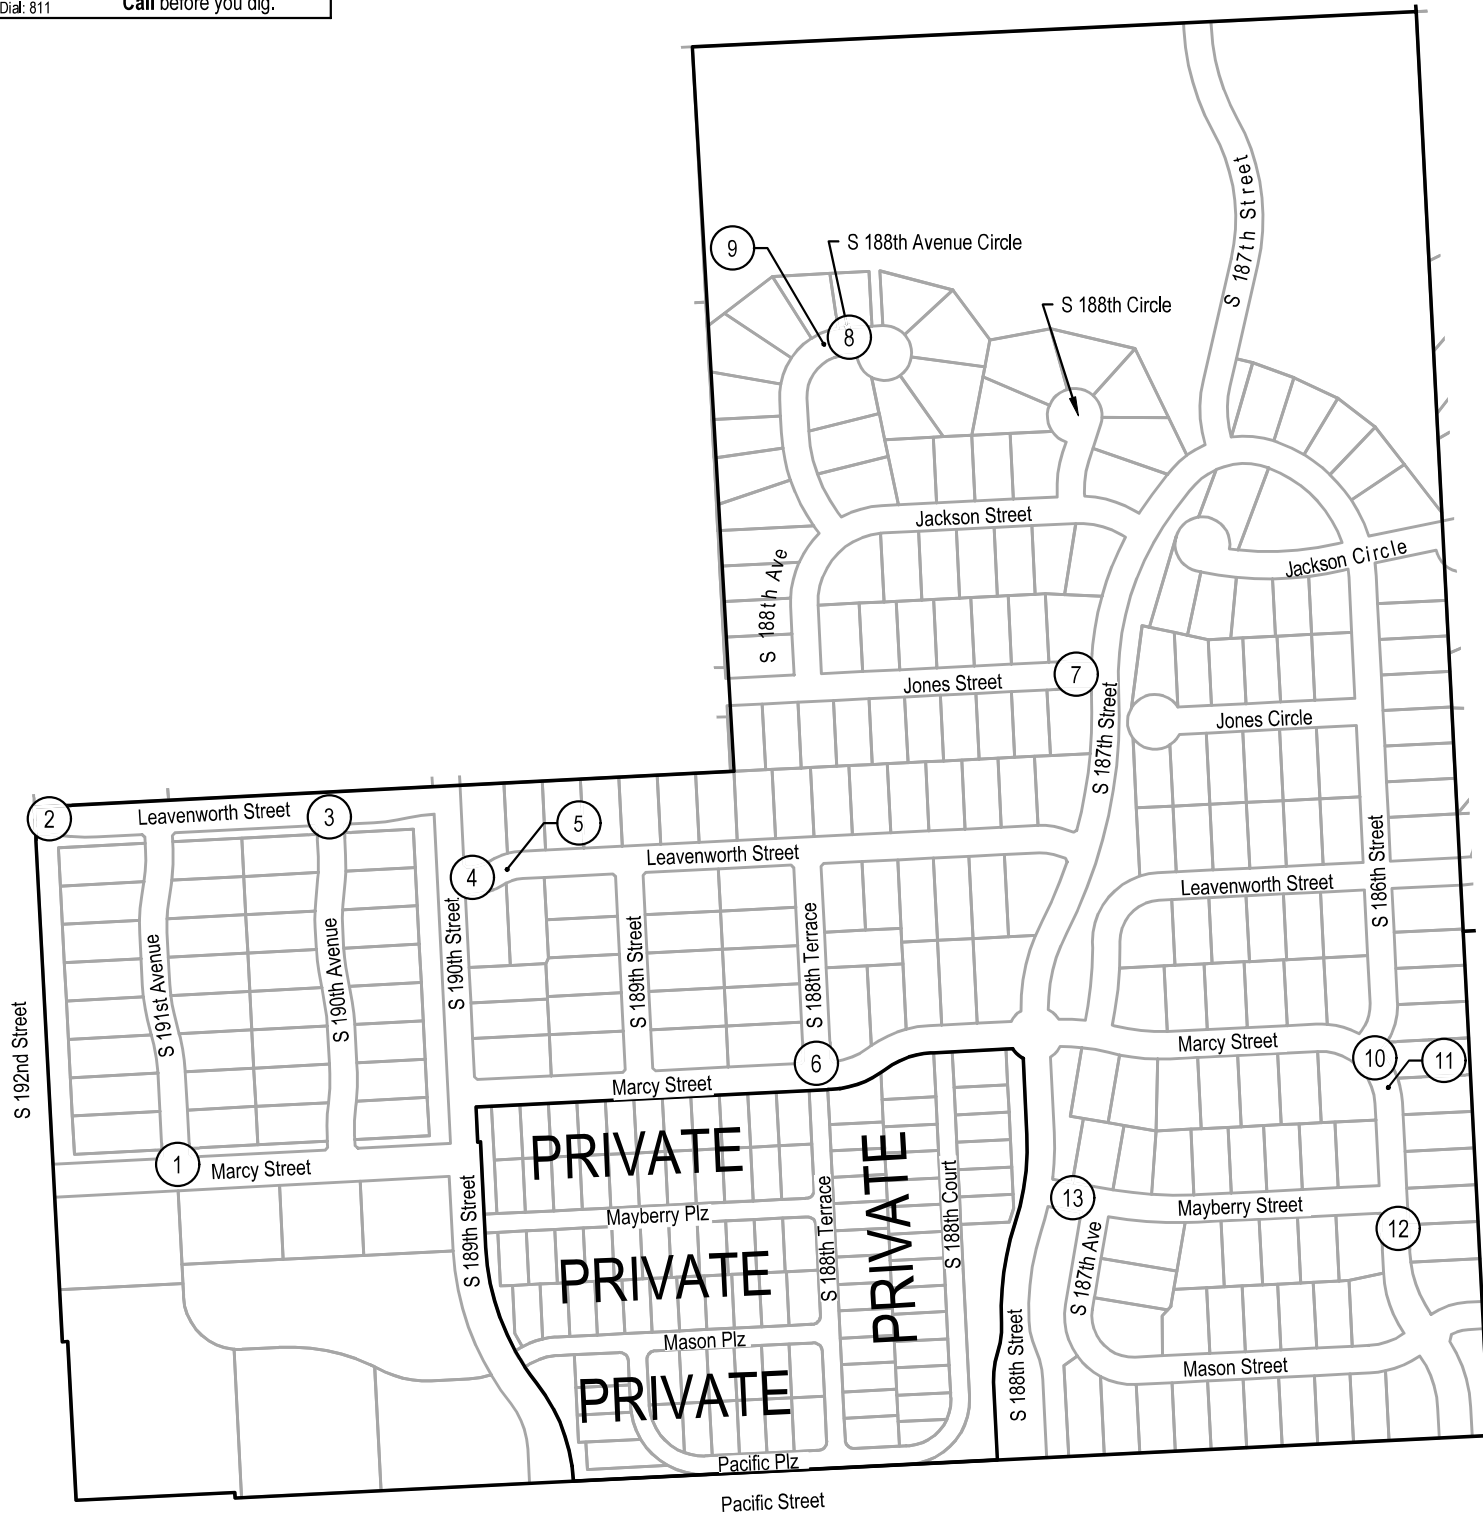 Dial: 811
Call before you dig.
S 187th Street
9
S 188th Avenue Circle
S 188th Circle
8
Jackson Street
Jackson Circle
S 188th Ave
7
Jones Street
S 187th Street
Jones Circle
2
Leavenworth Street
3
5
4
Leavenworth Street
Leavenworth Street
S 186th Street
S 192nd Street
S 191st Avenue
S 190th Avenue
S 190th Street
S 189th Street
S 188th Terrace
6
Marcy Street
Marcy Street
10
11
1
Marcy Street
PRIVATE
PRIVATE
S 189th Street
Mayberry Plz
S 188th Terrace
S 188th Court
13
Mayberry Street
12
PRIVATE
S 187th Ave
Mason Plz
S 188th Street
Mason Street
PRIVATE
Pacific Plz
Pacific Street